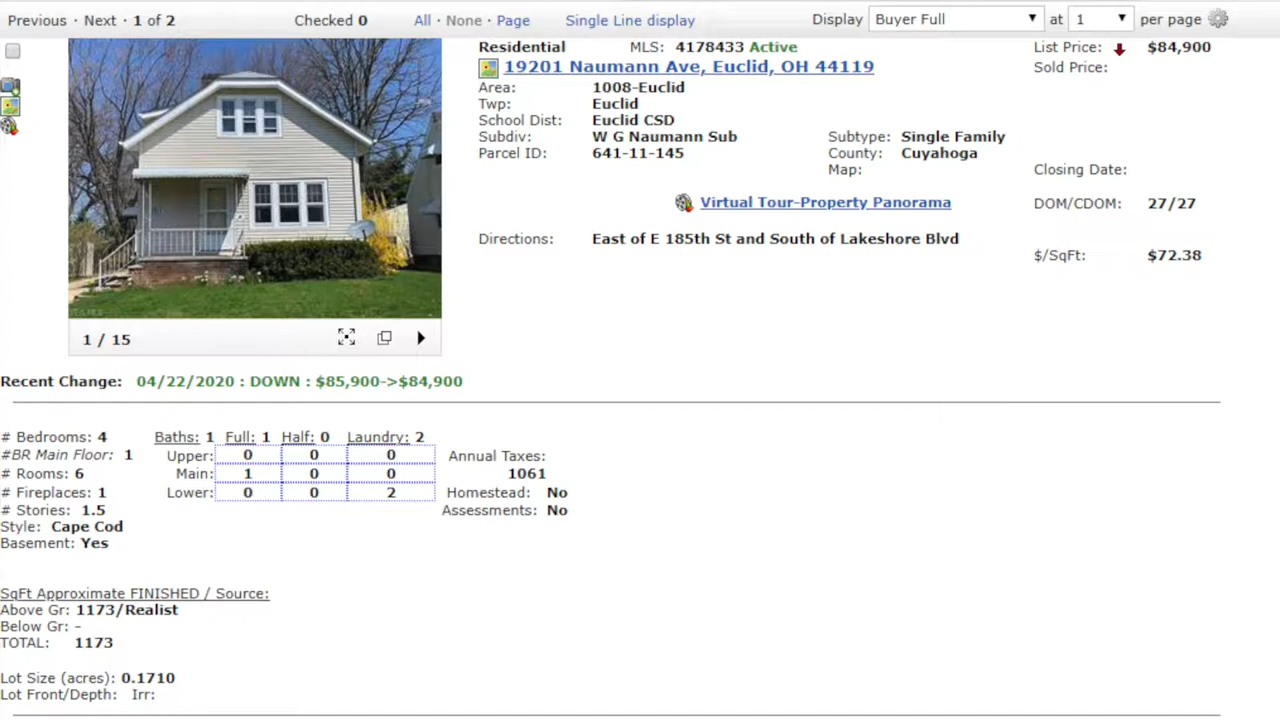 Previous · Next · 1 of 2 Checked 0 All · None · Page Single Line display Display Buyer Full at 1 per page
Residential MLS: 4178433 Active List Price: $84,900
19201 Naumann Ave, Euclid, OH 44119 Sold Price:
Area: 1008-Euclid
Twp: Euclid
School Dist: Euclid CSD
Subdiv: W G Naumann Sub Subtype: Single Family
Parcel ID: 641-11-145 County: Cuyahoga
Map: Closing Date:
Virtual Tour-Property Panorama DOM/CDOM: 27/27
Directions: East of E 185th St and South of Lakeshore Blvd
$/SqFt: $72.38
1 / 15
Recent Change: 04/22/2020 : DOWN : $85,900->$84,900
# Bedrooms: 4 Baths: 1 Full: 1 Half: 0 Laundry: 2
#BR Main Floor: 1 Upper: 0 0 0 Annual Taxes:
# Rooms: 6 Main: 1 0 0 1061
# Fireplaces: 1 Lower: 0 0 2 Homestead: No
# Stories: 1.5 Assessments: No
Style: Cape Cod
Basement: Yes
SqFt Approximate FINISHED / Source:
Above Gr: 1173/Realist
Below Gr: -
TOTAL: 1173
Lot Size (acres): 0.1710
Lot Front/Depth: Irr: